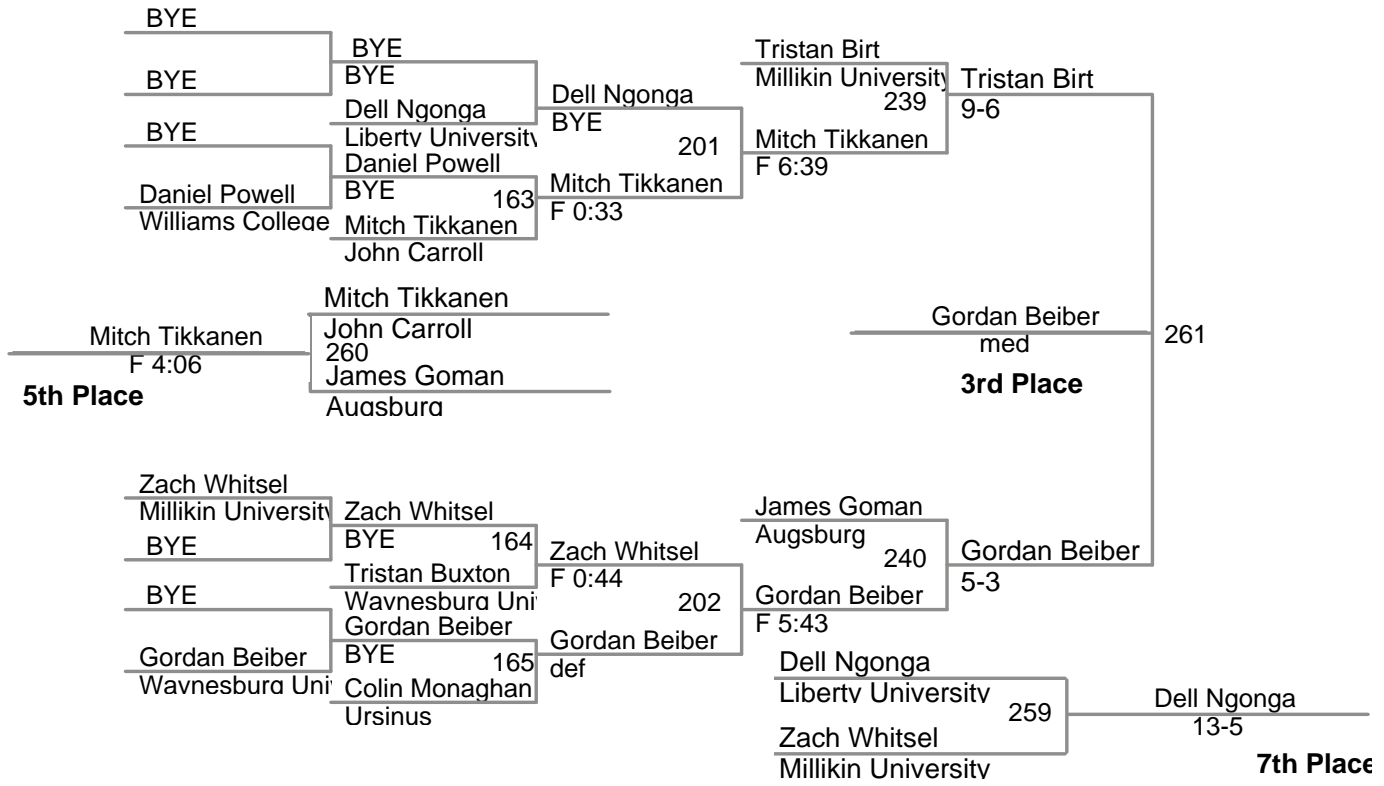 BYE
BYE
BYE
Daniel Powell
Williams College
BYE
BYE
Dell Ngonga
Liberty University
Daniel Powell
BYE
163
Mitch Tikkanen
John Carroll
Dell Ngonga
BYE
201
Mitch Tikkanen
F 0:33
Tristan Birt
Millikin University
239
Mitch Tikkanen
F 6:39
Tristan Birt
9-6
Mitch Tikkanen
John Carroll
260
James Goman
Augsburg
Mitch Tikkanen
F 4:06
5th Place
Gordan Beiber
med
3rd Place
261
Zach Whitsel
Millikin University
BYE
BYE
Gordan Beiber
Waynesburg Uni
Zach Whitsel
BYE
164
Tristan Buxton
Waynesburg Uni
Gordan Beiber
BYE
165
Colin Monaghan
Ursinus
Zach Whitsel
F 0:44
202
Gordan Beiber
def
James Goman
Augsburg
240
Gordan Beiber
F 5:43
Gordan Beiber
5-3
Dell Ngonga
Liberty University
259
Zach Whitsel
Millikin University
Dell Ngonga
13-5
7th Place